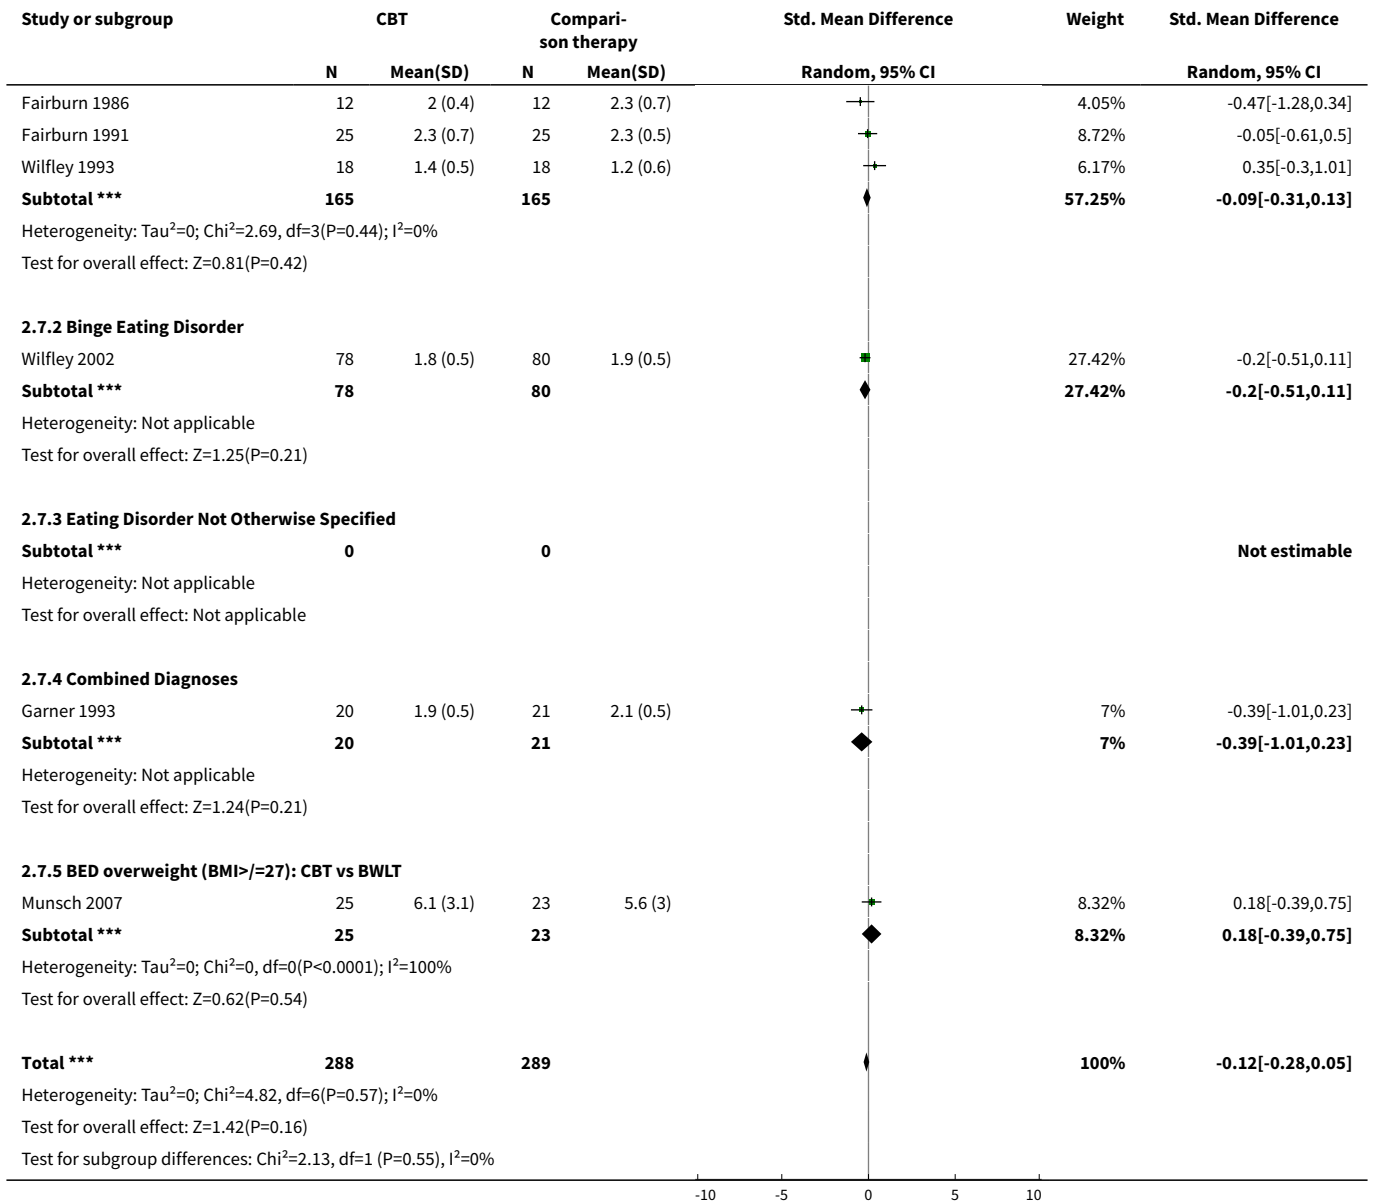 Study or subgroup CBT Compari- Std. Mean Difference Weight Std. Mean Difference
son therapy
N Mean(SD) N Mean(SD) Random, 95% CI Random, 95% CI
Fairburn 1986 12 2 (0.4) 12 2.3 (0.7) 4.05% -0.47[-1.28,0.34]
Fairburn 1991 25 2.3 (0.7) 25 2.3 (0.5) 8.72% -0.05[-0.61,0.5]
Wilfley 1993 18 1.4 (0.5) 18 1.2 (0.6) 6.17% 0.35[-0.3,1.01]
Subtotal *** 165 165 57.25% -0.09[-0.31,0.13]
Heterogeneity: Tau²=0; Chi²=2.69, df=3(P=0.44); I²=0%
Test for overall effect: Z=0.81(P=0.42)
2.7.2 Binge Eating Disorder
Wilfley 2002 78 1.8 (0.5) 80 1.9 (0.5) 27.42% -0.2[-0.51,0.11]
Subtotal *** 78 80 27.42% -0.2[-0.51,0.11]
Heterogeneity: Not applicable
Test for overall effect: Z=1.25(P=0.21)
2.7.3 Eating Disorder Not Otherwise Specified
Subtotal *** 0 0 Not estimable
Heterogeneity: Not applicable
Test for overall effect: Not applicable
2.7.4 Combined Diagnoses
Garner 1993 20 1.9 (0.5) 21 2.1 (0.5) 7% -0.39[-1.01,0.23]
Subtotal *** 20 21 7% -0.39[-1.01,0.23]
Heterogeneity: Not applicable
Test for overall effect: Z=1.24(P=0.21)
2.7.5 BED overweight (BMI>/=27): CBT vs BWLT
Munsch 2007 25 6.1 (3.1) 23 5.6 (3) 8.32% 0.18[-0.39,0.75]
Subtotal *** 25 23 8.32% 0.18[-0.39,0.75]
Heterogeneity: Tau²=0; Chi²=0, df=0(P<0.0001); I²=100%
Test for overall effect: Z=0.62(P=0.54)
Total *** 288 289 100% -0.12[-0.28,0.05]
Heterogeneity: Tau²=0; Chi²=4.82, df=6(P=0.57); I²=0%
Test for overall effect: Z=1.42(P=0.16)
Test for subgroup differences: Chi²=2.13, df=1 (P=0.55), I²=0%
-10 -5 0 5 10